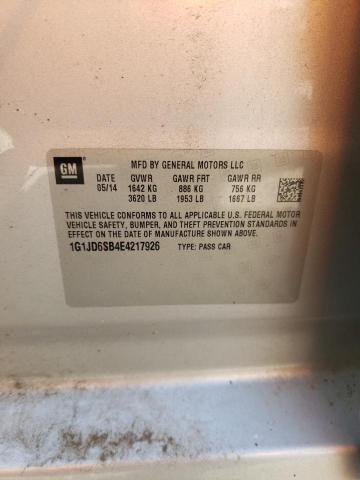 GM
MFD BY GENERAL MOTORS LLC
DATE GVWR GAWR FRT GAWR RR
05/14 1642 KG 886 KG 756 KG
3620 LB 1953 LB 1667 LB
THIS VEHICLE CONFORMS TO ALL APPLICABLE U.S. FEDERAL MOTOR
VEHICLE SAFETY, BUMPER, AND THEFT PREVENTION STANDARDS IN
EFFECT ON THE DATE OF MANUFACTURE SHOWN ABOVE.
1G1JD6SB4E4217926 TYPE: PASS CAR